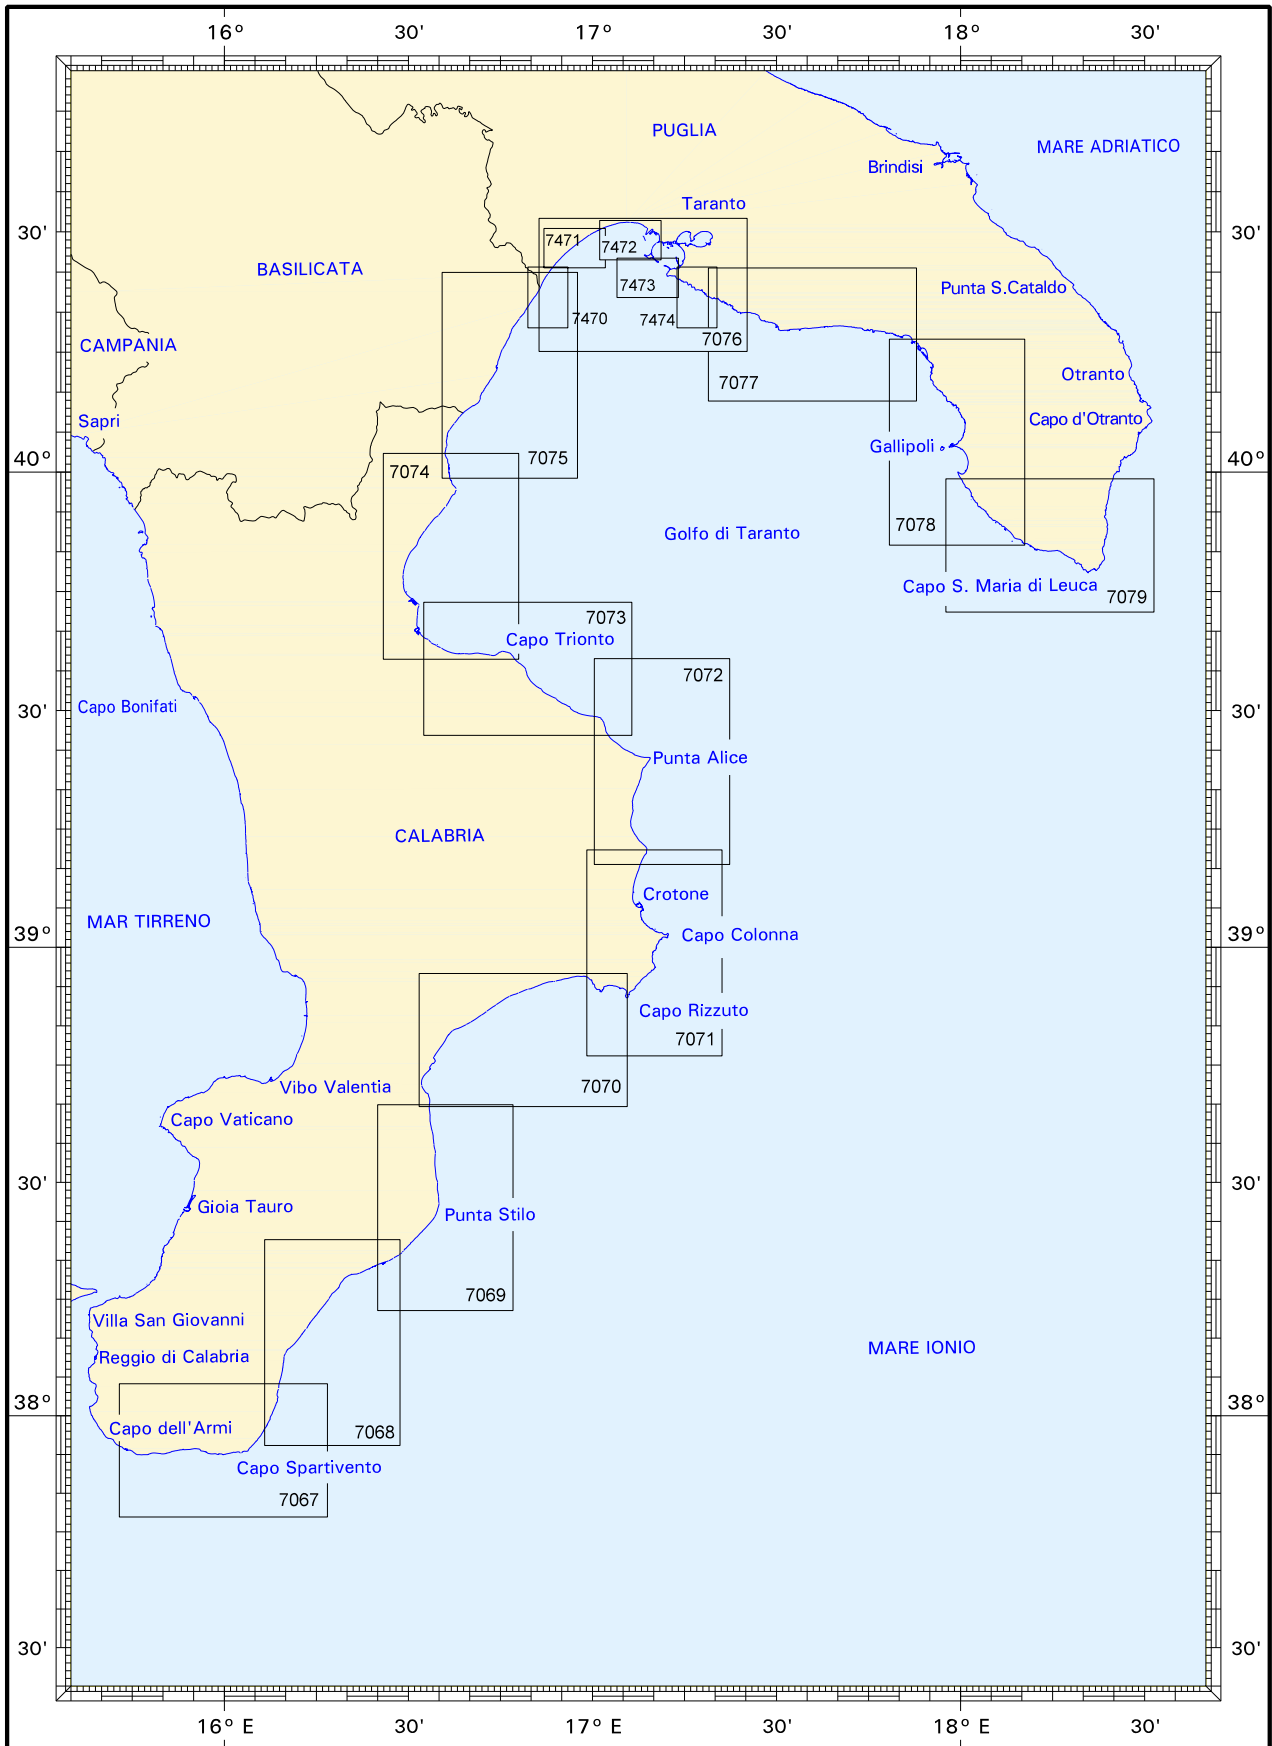 16° 30' 17° 30' 18° 30'
PUGLIA
MARE ADRIATICO
Brindisi
Taranto
30' 30'
7471
7472
BASILICATA
7473
Punta S.Cataldo
7470
7474
7076
CAMPANIA
Otranto
7077
Sapri
Capo d'Otranto
Gallipoli
40° 40°
7074
7075
7078
Golfo di Taranto
Capo S. Maria di Leuca
7079
7073
Capo Trionto
7072
Capo Bonifati
30' 30'
Punta Alice
CALABRIA
Crotone
MAR TIRRENO
39° 39°
Capo Colonna
Capo Rizzuto
7071
Vibo Valentia
7070
Capo Vaticano
30' 30'
Gioia Tauro
Punta Stilo
7069
Villa San Giovanni
MARE IONIO
Reggio di Calabria
38° 38°
Capo dell'Armi
7068
Capo Spartivento
7067
30' 30'
16° E 30' 17° E 30' 18° E 30'